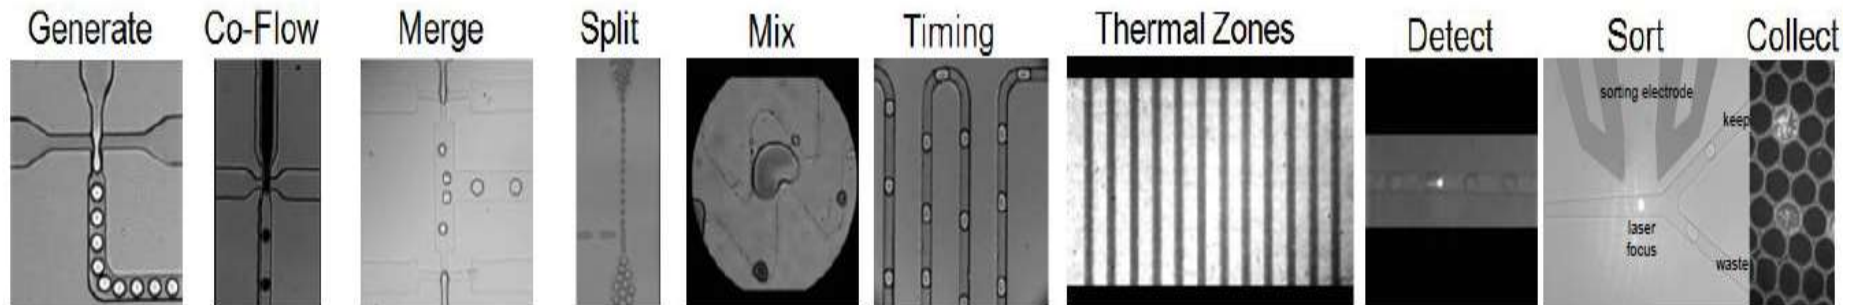 Generate Co-Flow Merge Split Mix Timing Thermal Zones Detect Sort Collect
sorting electrode
keep
laser
focus
waste